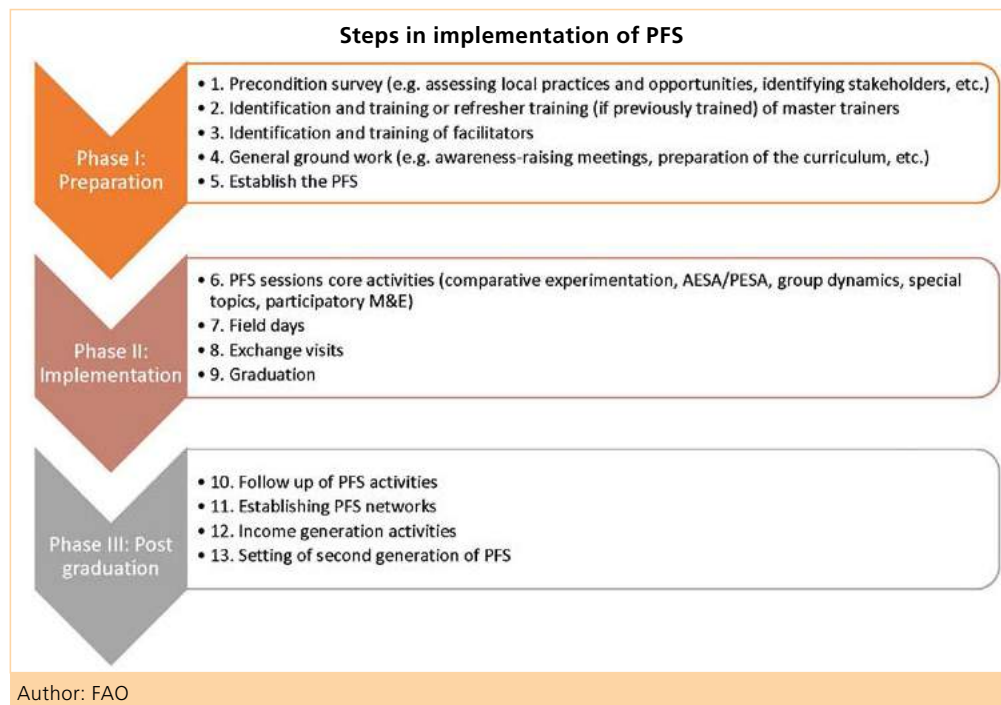 Steps in implementation of PFS
Phase I:
Preparation
• 1. Precondition survey (e.g. assessing local practices and opportunities, identifying stakeholders, etc.)
• 2. Identification and training or refresher training (if previously trained) of master trainers
• 3. Identification and training of facilitators
• 4. General ground work (e.g. awareness-raising meetings, preparation of the curriculum, etc.)
• 5. Establish the PFS
Phase II:
Implementation
• 6. PFS sessions core activities (comparative experimentation, AESA/PESA, group dynamics, special
topics, participatory M&E)
• 7. Field days
• 8. Exchange visits
• 9. Graduation
Phase III: Post
graduation
• 10. Follow up of PFS activities
• 11. Establishing PFS networks
• 12. Income generation activities
• 13. Setting of second generation of PFS
Author: FAO